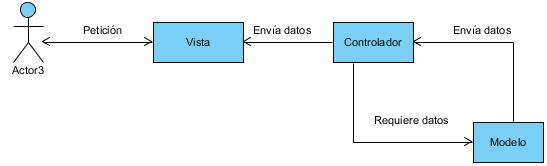 Petición
Vista
Envía datos
Controlador
Envía datos
Actor3
Requiere datos
Modelo